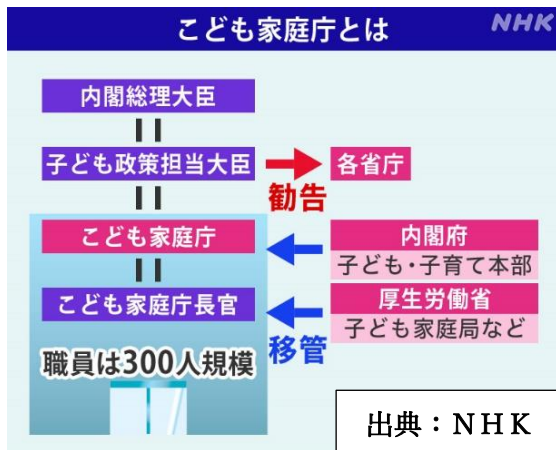 こども家庭庁とは
NHK
内閣総理大臣
子ども政策担当大臣
各省庁
勧告
こども家庭庁
内閣府
子ども・子育て本部
こども家庭庁長官
厚生労働省
子ども家庭局など
移管
職員は300人規模
出典：ＮＨＫ